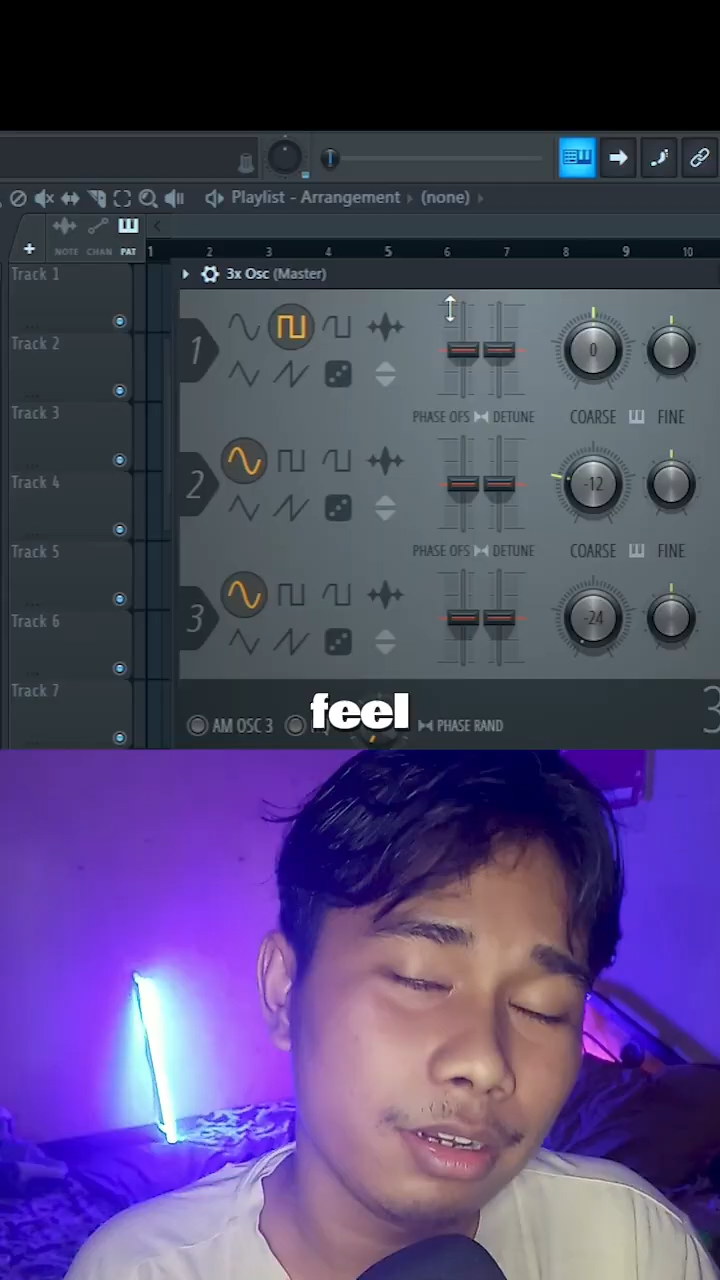 Playlist - Arrangement › (none) ›
NOTE CHAN PAT
1 2 3 4 5 6 7 8 9 10
3x Osc (Master)
Track 1
Track 2
Track 3
Track 4
Track 5
Track 6
Track 7
1
0
PHASE OFS DETUNE COARSE FINE
2
-12
PHASE OFS DETUNE COARSE FINE
3
-24
AM OSC 3
PHASE RAND
3
feel